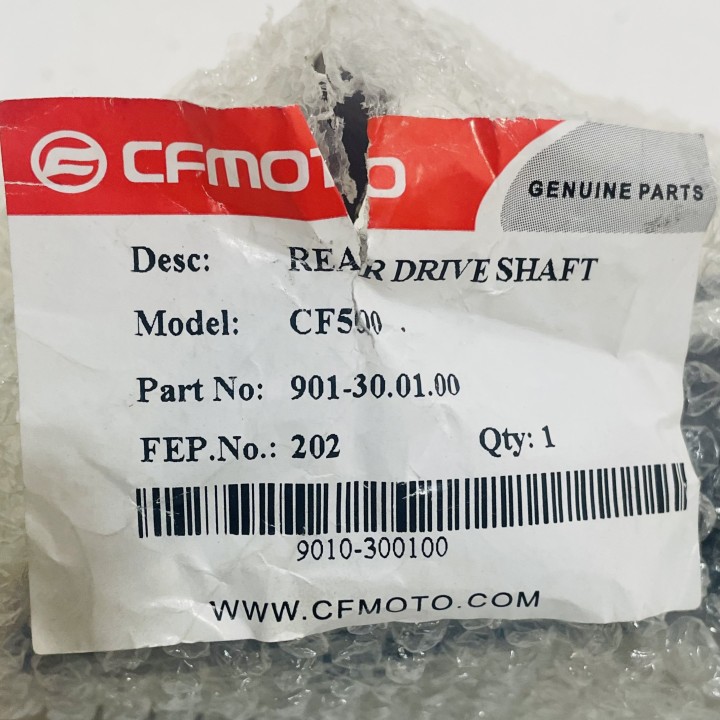 CFMOTO
GENUINE PARTS
Desc: REAR DRIVE SHAFT
Model: CF500
Part No: 901-30.01.00
FEP.No.: 202 Qty: 1
9010-300100
WWW.CFMOTO.COM